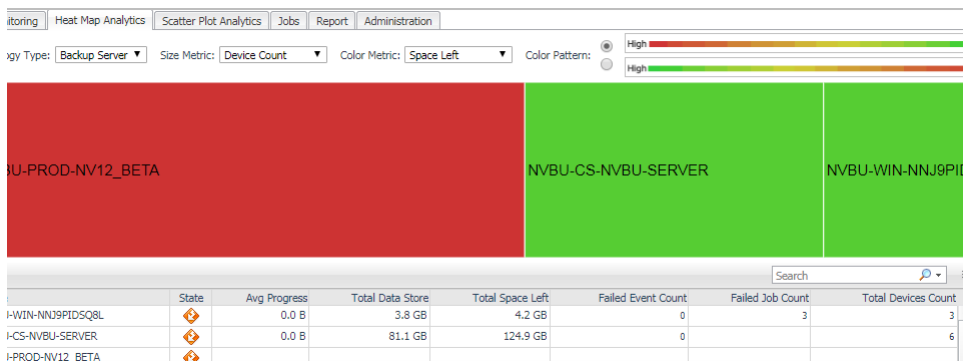 nitoring Heat Map Analytics Scatter Plot Analytics Jobs Report Administration
ogy Type: Backup Server Size Metric: Device Count Color Metric: Space Left Color Pattern: High
High
BU-PROD-NV12_BETA NVBU-CS-NVBU-SERVER NVBU-WIN-NNJ9PID
Search
State Avg Progress Total Data Store Total Space Left Failed Event Count Failed Job Count Total Devices Count
J-WIN-NNJ9PIDSQ8L 0.0 B 3.8 GB 4.2 GB 0 3 3
J-CS-NVBU-SERVER 0.0 B 81.1 GB 124.9 GB 0 6
J-PROD-NV12_BETA